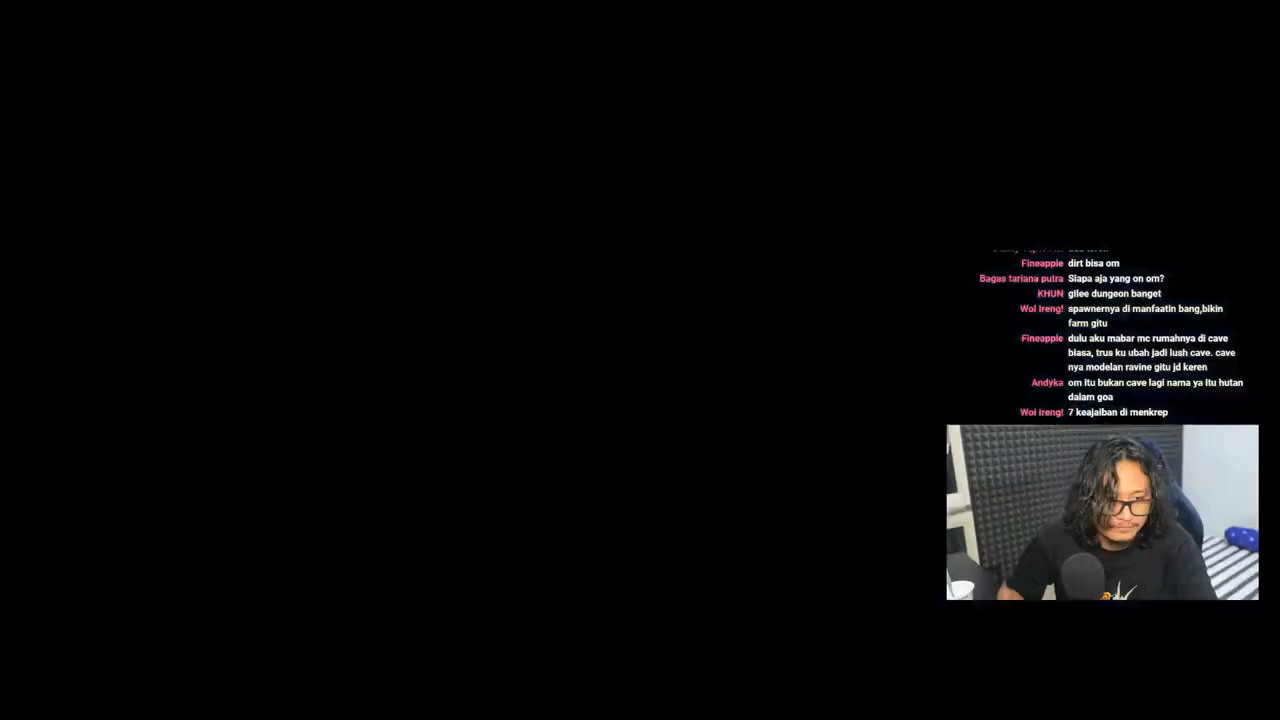 Fineapple dirt bisa om
Bagas tariana putra Siapa aja yang on om?
KHUN gilee dungeon banget
Woi Ireng! spawnernya di manfaatin bang,bikin
farm gitu
Fineapple dulu aku mabar mc rumahnya di cave
biasa, trus ku ubah jadi lush cave. cave
nya modelan ravine gitu jd keren
Andyka om itu bukan cave lagi nama ya itu hutan
dalam goa
Woi Ireng! 7 keajaiban di menkrep